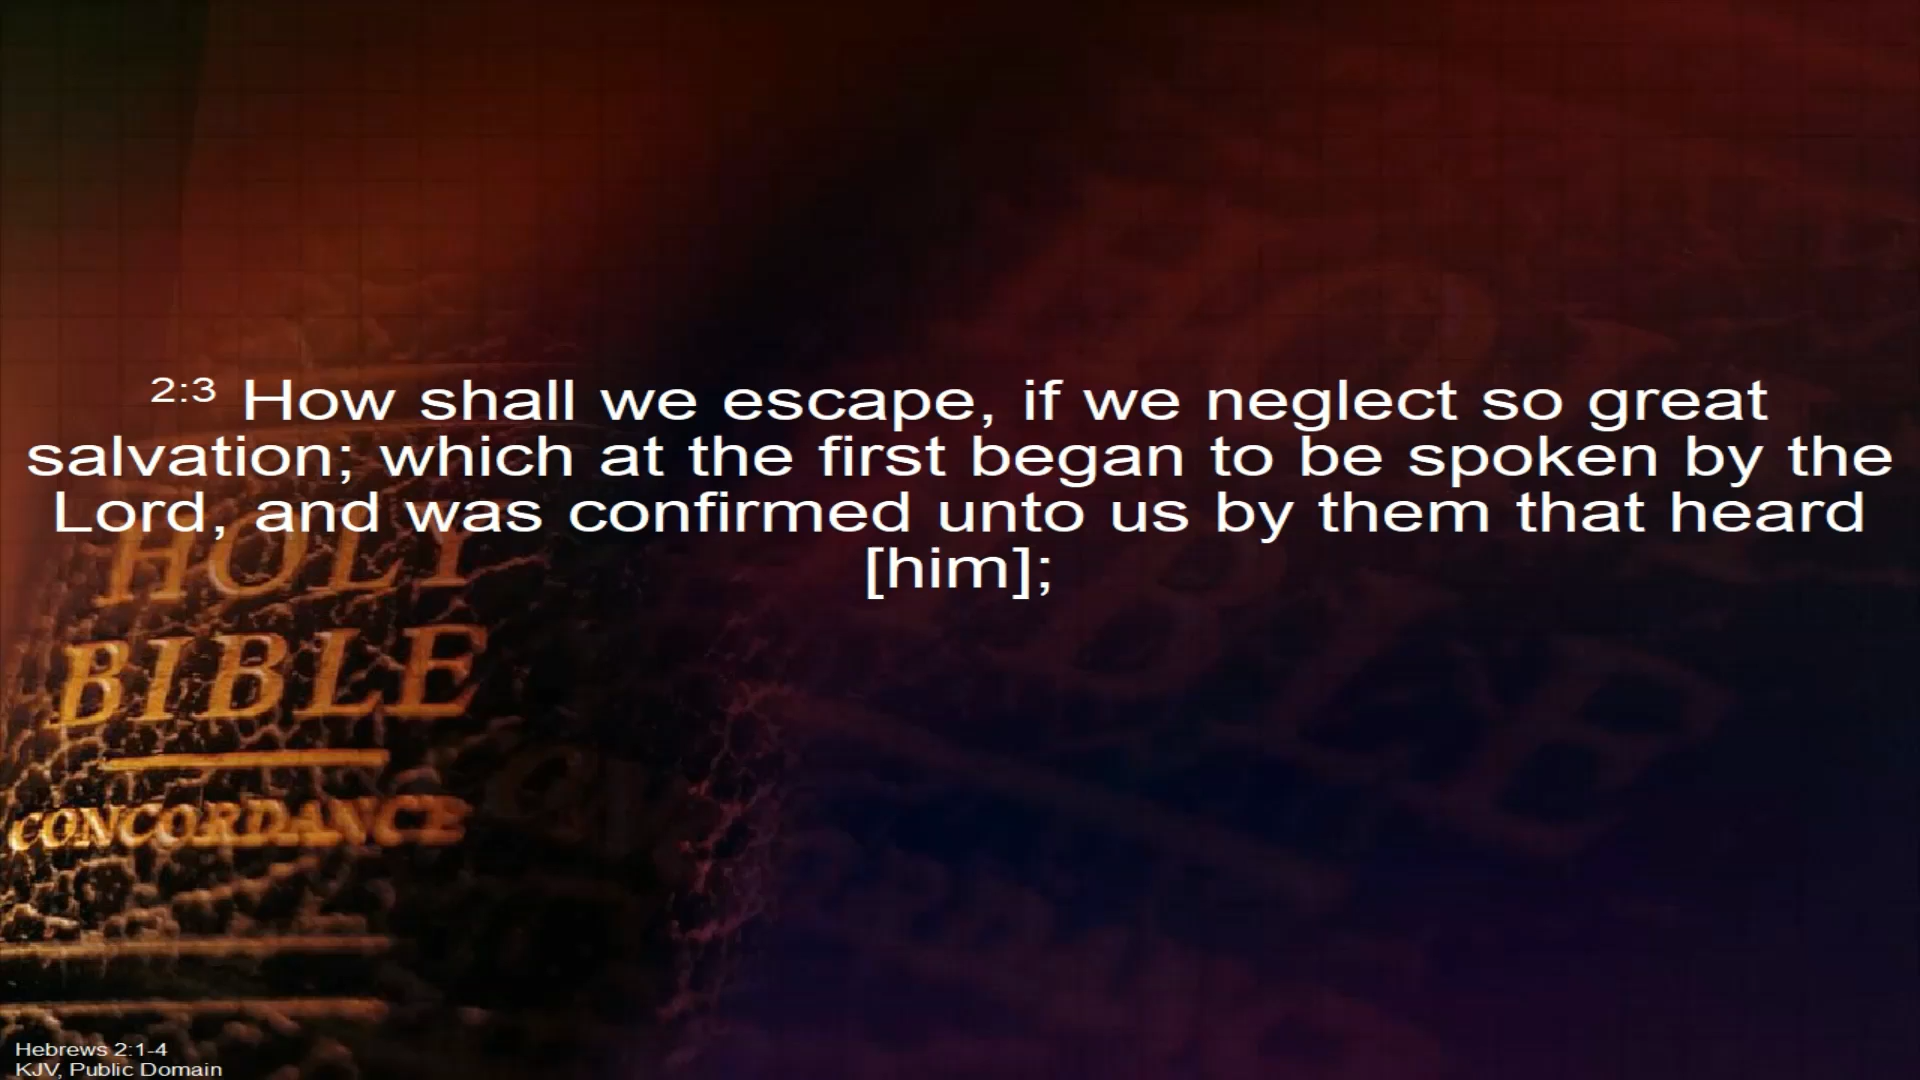 2:3 How shall we escape, if we neglect so great
salvation; which at the first began to be spoken by the
Lord, and was confirmed unto us by them that heard
[him];
HOLY
BIBLE
CONCORDANCE
Hebrews 2:1-4
KJV, Public Domain